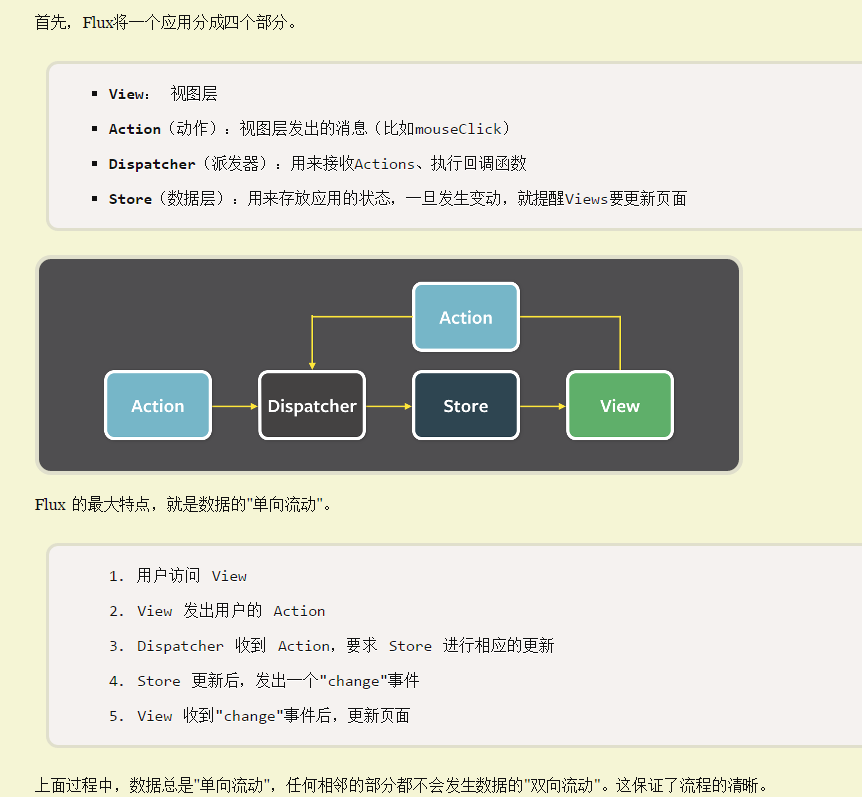 首先，Flux将一个应用分成四个部分。
View： 视图层
Action（动作）：视图层发出的消息（比如mouseClick）
Dispatcher（派发器）：用来接收Actions、执行回调函数
Store（数据层）：用来存放应用的状态，一旦发生变动，就提醒Views要更新页面
Action
Action
Dispatcher
Store
View
Flux 的最大特点，就是数据的"单向流动"。
1. 用户访问 View
2. View 发出用户的 Action
3. Dispatcher 收到 Action，要求 Store 进行相应的更新
4. Store 更新后，发出一个"change"事件
5. View 收到"change"事件后，更新页面
上面过程中，数据总是"单向流动"，任何相邻的部分都不会发生数据的"双向流动"。这保证了流程的清晰。